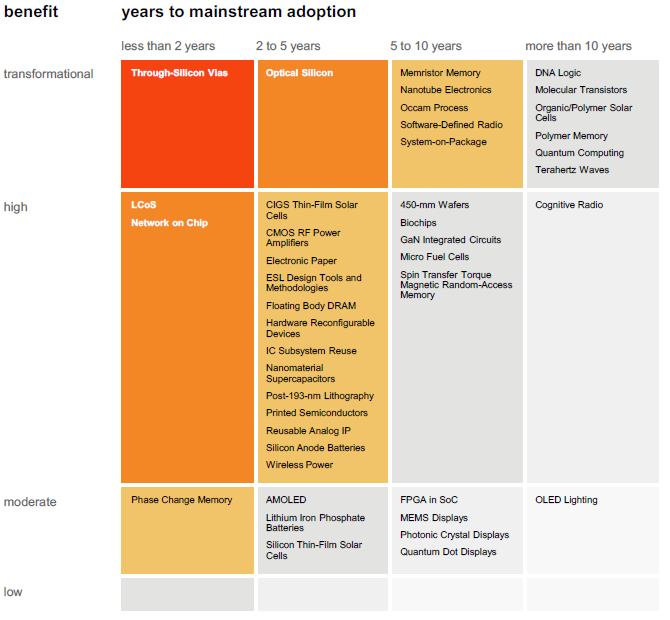 benefit
years to mainstream adoption
less than 2 years
2 to 5 years
5 to 10 years
more than 10 years
transformational
Through-Silicon Vias
Optical Silicon
Memristor Memory
Nanotube Electronics
Occam Process
Software-Defined Radio
System-on-Package
DNA Logic
Molecular Transistors
Organic/Polymer Solar
Cells
Polymer Memory
Quantum Computing
Terahertz Waves
high
LCoS
Network on Chip
CIGS Thin-Film Solar
Cells
CMOS RF Power
Amplifiers
Electronic Paper
ESL Design Tools and
Methodologies
Floating Body DRAM
Hardware Reconfigurable
Devices
IC Subsystem Reuse
Nanomaterial
Supercapacitors
Post-193-nm Lithography
Printed Semiconductors
Reusable Analog IP
Silicon Anode Batteries
Wireless Power
450-mm Wafers
Biochips
GaN Integrated Circuits
Micro Fuel Cells
Spin Transfer Torque
Magnetic Random-Access
Memory
Cognitive Radio
moderate
Phase Change Memory
AMOLED
Lithium Iron Phosphate
Batteries
Silicon Thin-Film Solar
Cells
FPGA in SoC
MEMS Displays
Photonic Crystal Displays
Quantum Dot Displays
OLED Lighting
low